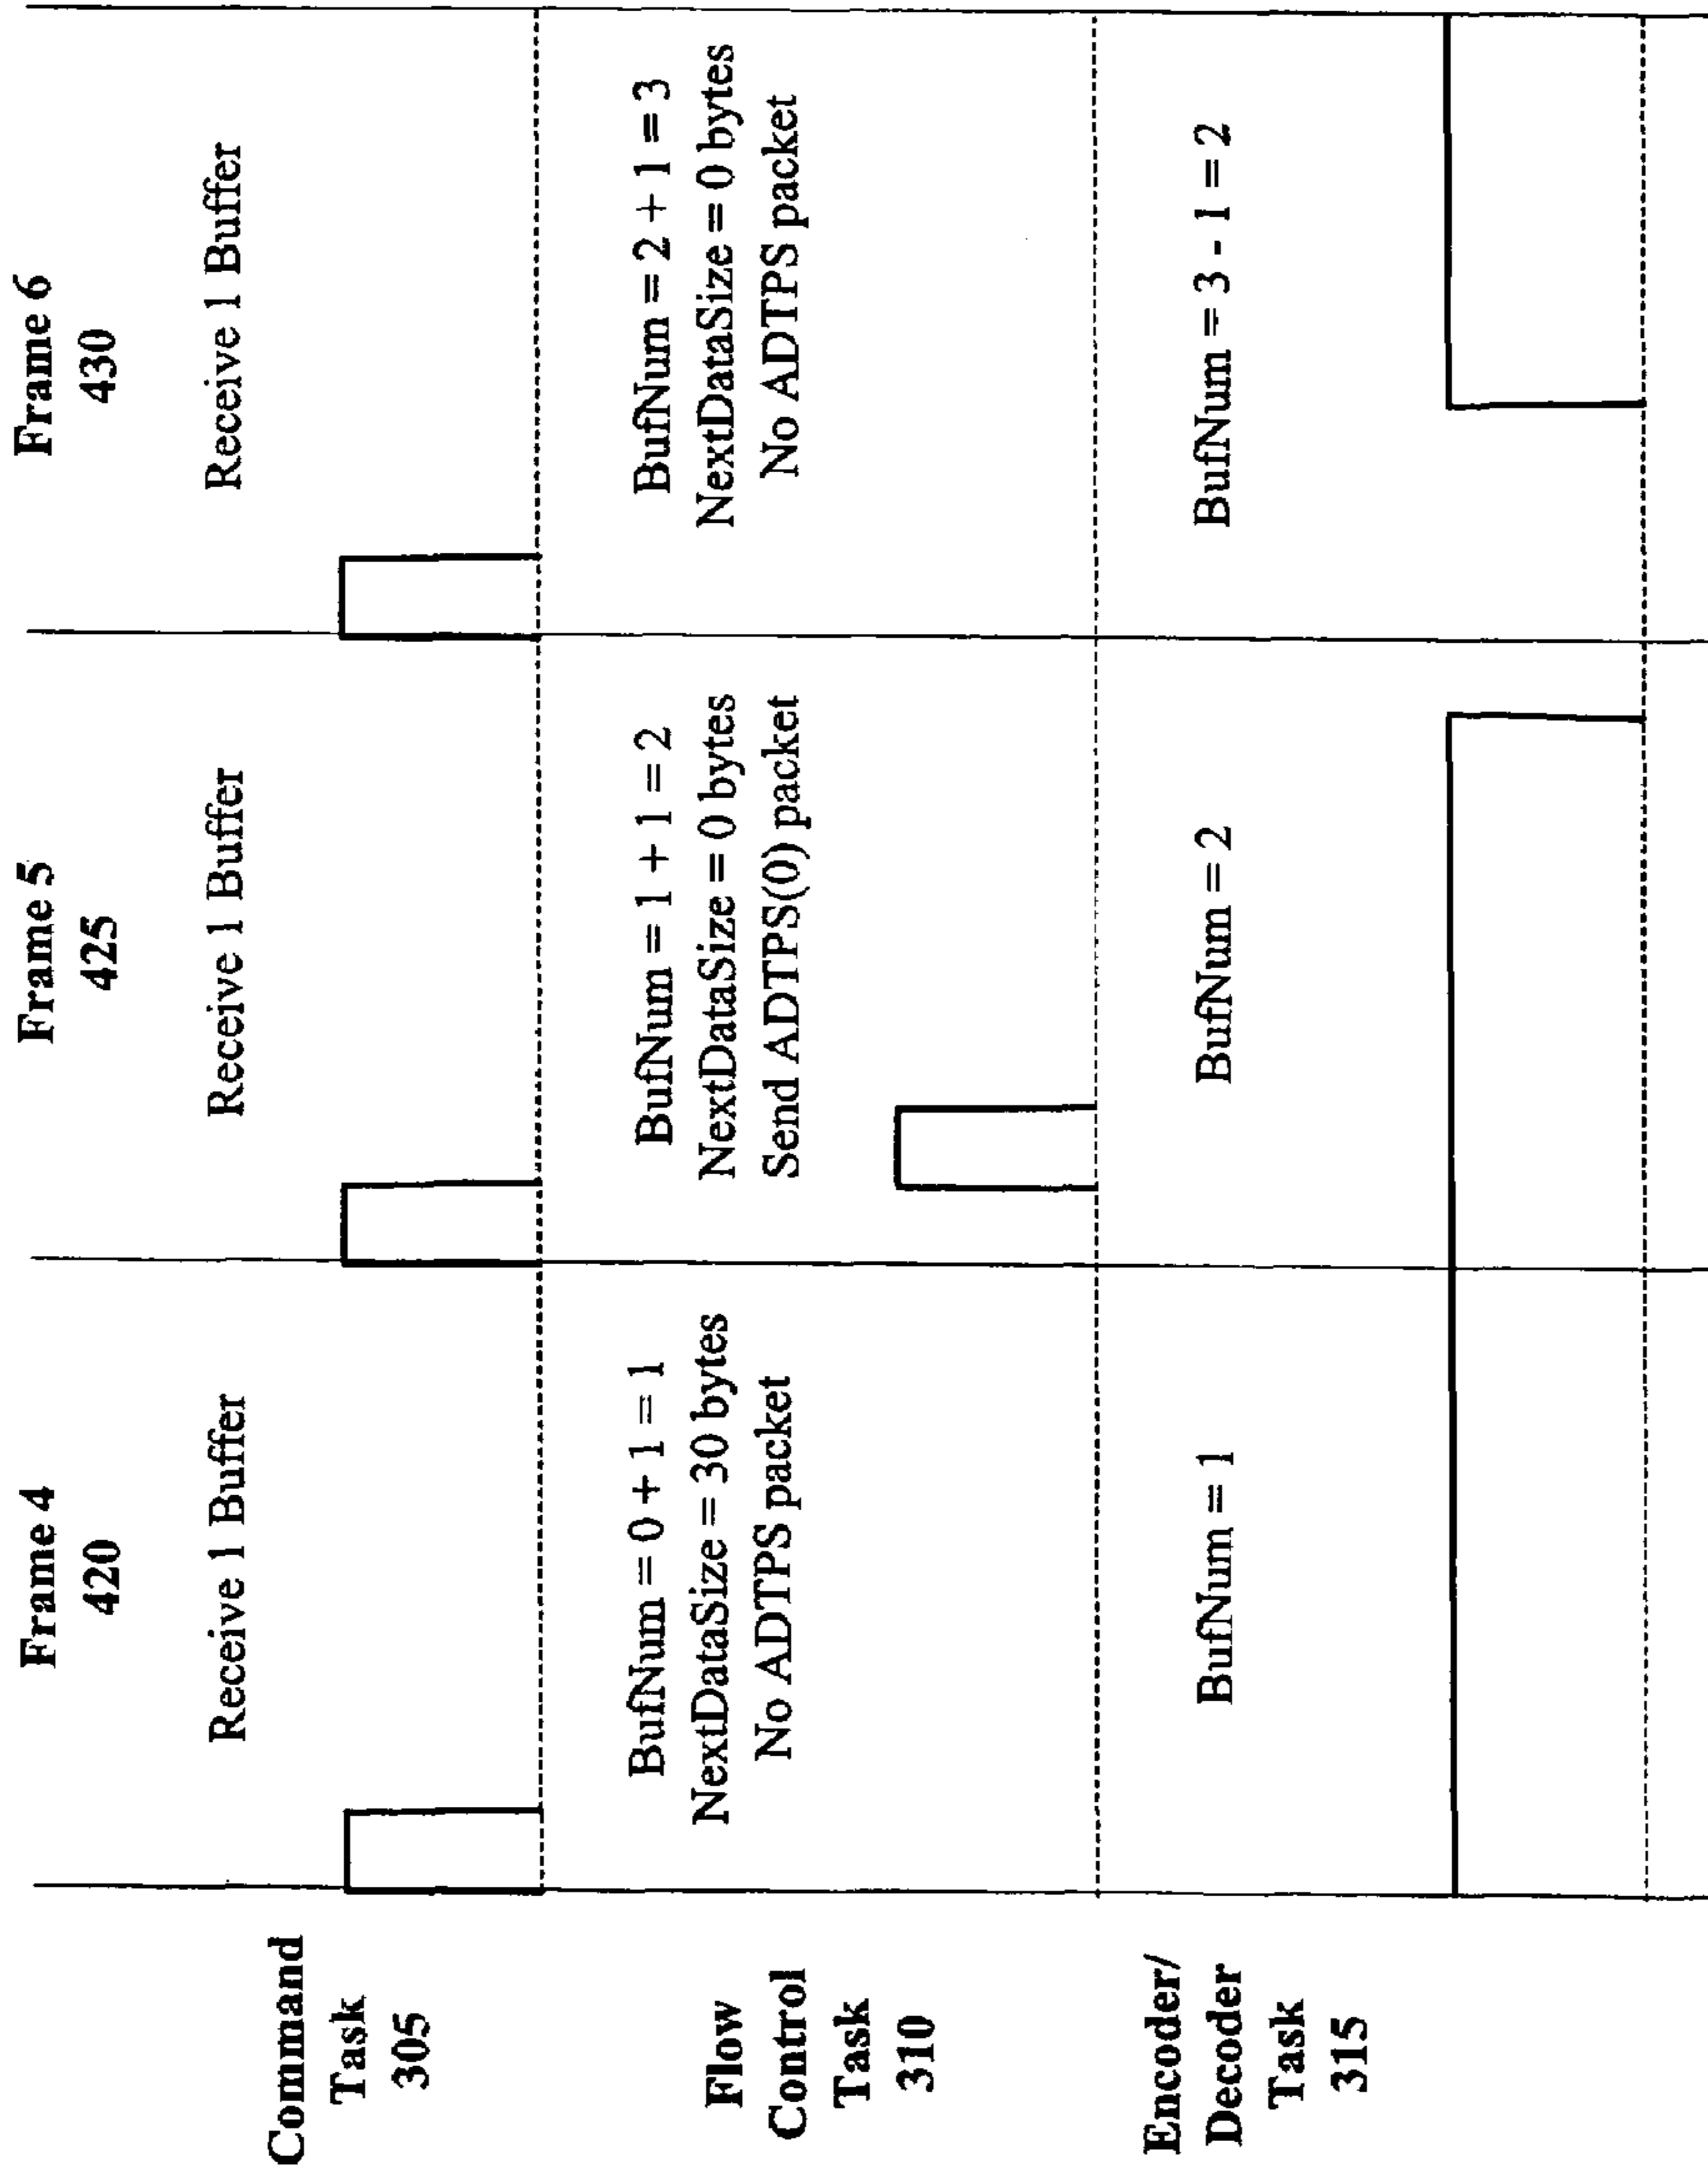 Frame 4
420
Frame 5
425
Frame 6
430
Command
Task
305
Receive 1 Buffer
Receive 1 Buffer
Receive 1 Buffer
Flow
Control
Task
310
BufNum = 0 + 1 = 1
NextDataSize = 30 bytes
No ADTPS packet
BufNum = 1 + 1 = 2
NextDataSize = 0 bytes
Send ADTPS(0) packet
BufNum = 2 + 1 = 3
NextDataSize = 0 bytes
No ADTPS packet
Encoder/
Decoder
Task
315
BufNum = 1
BufNum = 2
BufNum = 3 - 1 = 2